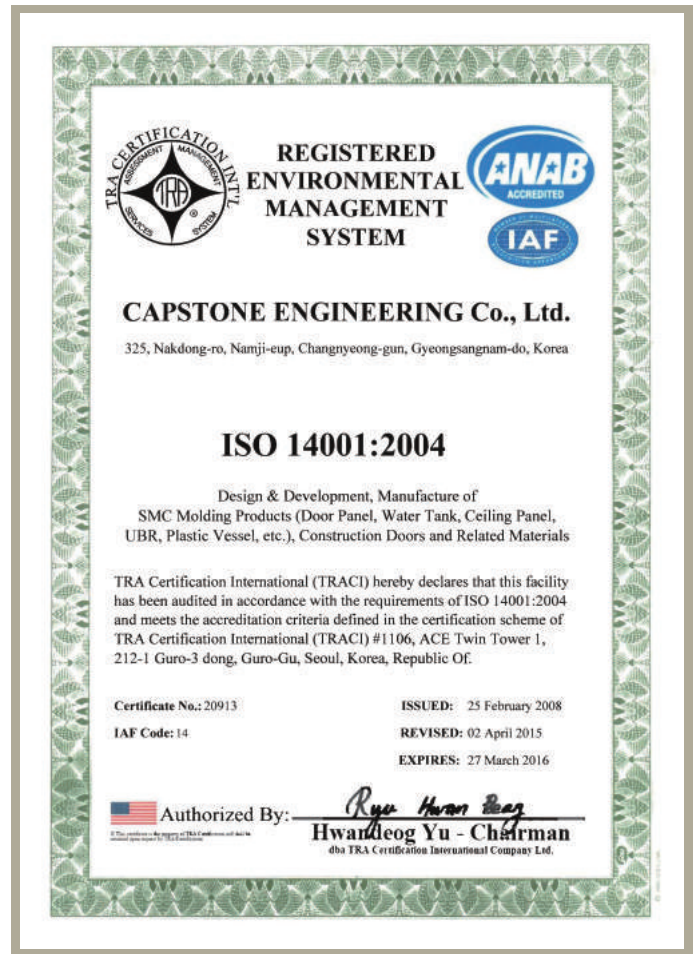 TRA CERTIFICATION INT'L
ASSESSMENT MANAGEMENT
TRA
®
SERVICES SYSTEM
REGISTERED
ENVIRONMENTAL
MANAGEMENT
SYSTEM
ANAB
ACCREDITED
IAF
CAPSTONE ENGINEERING Co., Ltd.
325, Nakdong-ro, Namji-eup, Changnyeong-gun, Gyeongsangnam-do, Korea
ISO 14001:2004
Design & Development, Manufacture of
SMC Molding Products (Door Panel, Water Tank, Ceiling Panel,
UBR, Plastic Vessel, etc.), Construction Doors and Related Materials
TRA Certification International (TRACI) hereby declares that this facility
has been audited in accordance with the requirements of ISO 14001:2004
and meets the accreditation criteria defined in the certification scheme of
TRA Certification International (TRACI) #1106, ACE Twin Tower 1,
212-1 Guro-3 dong, Guro-Gu, Seoul, Korea, Republic Of.
Certificate No.: 20913
ISSUED: 25 February 2008
IAF Code: 14
REVISED: 02 April 2015
EXPIRES: 27 March 2016
Authorized By:
Hwandeog Yu - Chairman
dba TRA Certification International Company Ltd.